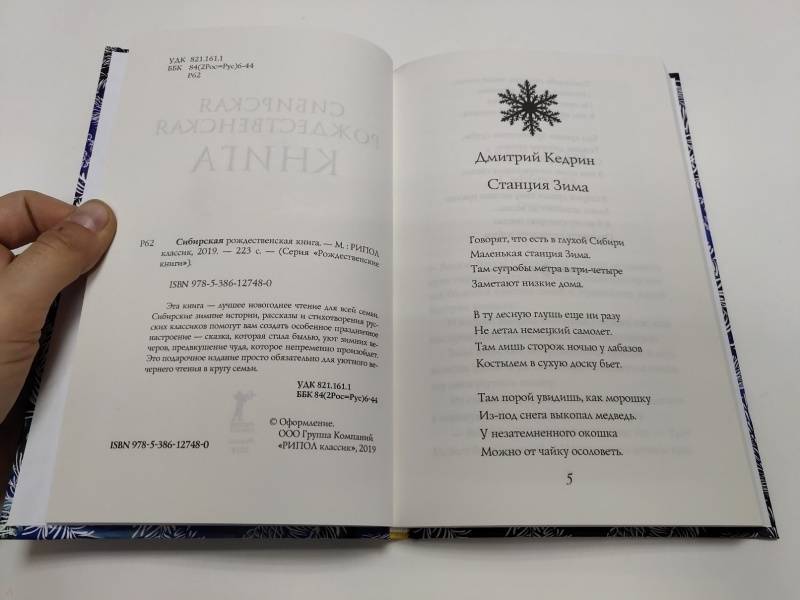 УДК 821.161.1
ББК 84(2Рос=Рус)6-44
Р62
СИБИРСКАЯ
РОЖДЕСТВЕНСКАЯ
КНИГА
Р62 Сибирская рождественская книга. — М. : РИПОЛ
классик, 2019. — 223 с. — (Серия «Рождественские
книги»).
ISBN 978-5-386-12748-0
Эта книга — лучшее новогоднее чтение для всей семьи.
Сибирские зимние истории, рассказы и стихотворения рус-
ских классиков помогут вам создать особенное праздничное
настроение — сказка, которая стала былью, уют зимних ве-
черов, предвкушение чуда, которое непременно произойдет.
Это подарочное издание просто обязательно для уютного ве-
чернего чтения в кругу семьи.
УДК 821.161.1
ББК 84(2Рос=Рус)6-44
© Оформление.
ООО Группа Компаний
«РИПОЛ классик», 2019
ISBN 978-5-386-12748-0
Дмитрий Кедрин
Станция Зима
Говорят, что есть в глухой Сибири
Маленькая станция Зима.
Там сугробы метра в три-четыре
Заметают низкие дома.
В ту лесную глушь еще ни разу
Не летал немецкий самолет.
Там лишь сторож ночью у лабазов
Костылем в сухую доску бьет.
Там порой увидишь, как морошку
Из-под снега выкопал медведь.
У незатемненного окошка
Можно от чайку осоловеть.
5